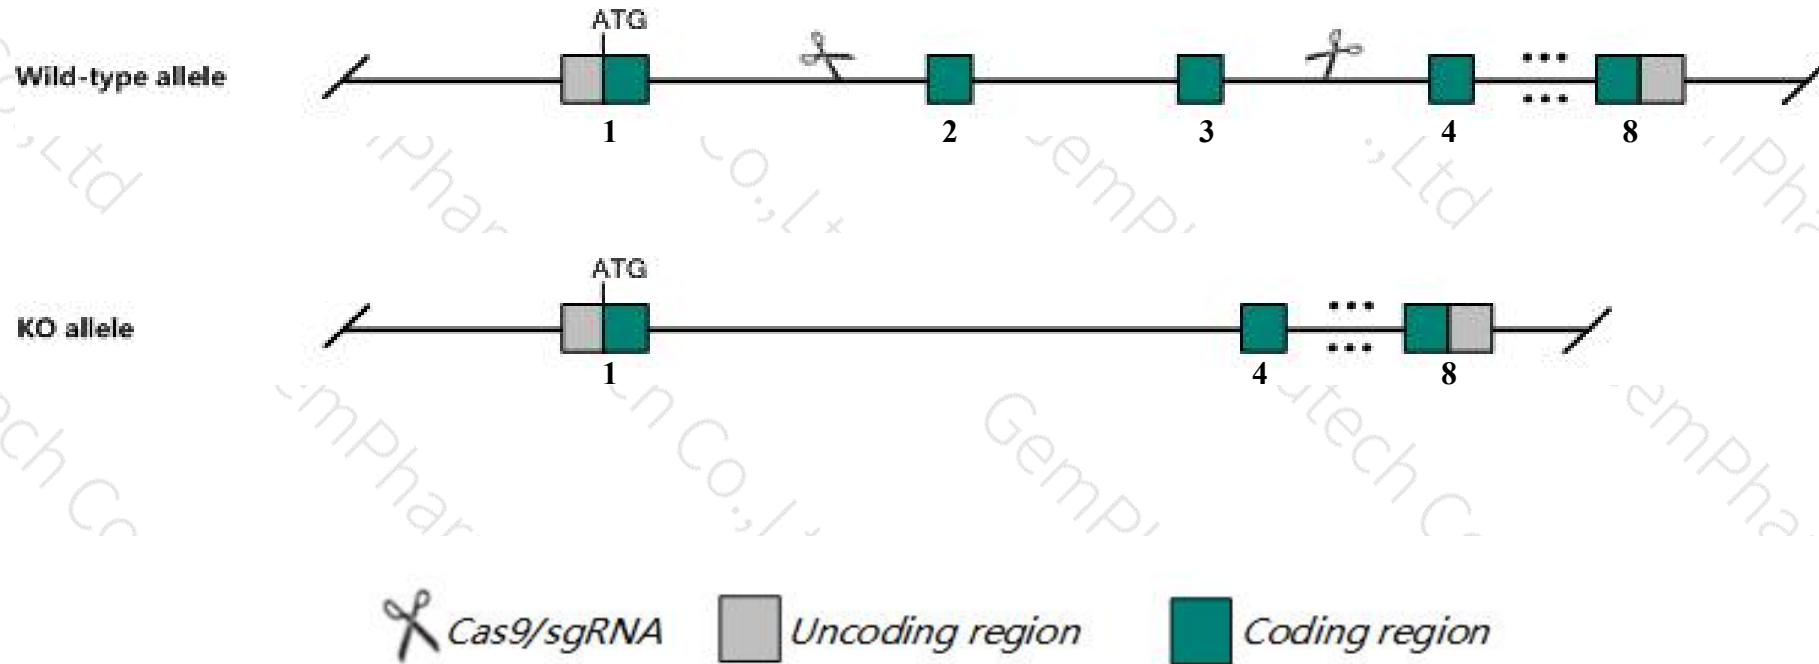 ATG
Wild-type allele
1 2 3 4 8
ATG
KO allele
1 4 8
Cas9/sgRNA Uncoding region Coding region
GemPl